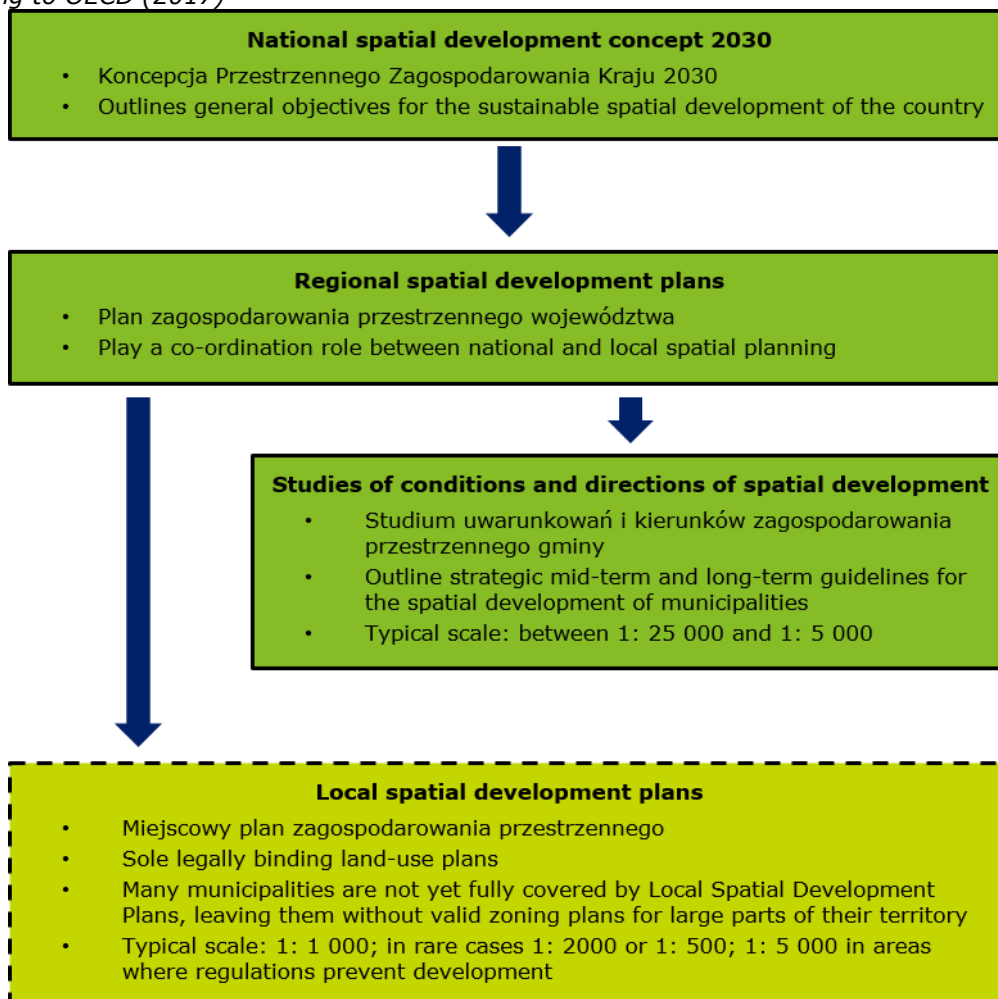 to OECD (2017)
National spatial development concept 2030
• Koncepcja Przestrzennego Zagospodarowania Kraju 2030
• Outlines general objectives for the sustainable spatial development of the country
Regional spatial development plans
• Plan zagospodarowania przestrzennego województwa
• Play a co-ordination role between national and local spatial planning
Studies of conditions and directions of spatial development
• Studium uwarunkowań i kierunków zagospodarowania
przestrzennego gminy
• Outline strategic mid-term and long-term guidelines for
the spatial development of municipalities
• Typical scale: between 1: 25 000 and 1: 5 000
Local spatial development plans
• Miejscowy plan zagospodarowania przestrzennego
• Sole legally binding land-use plans
• Many municipalities are not yet fully covered by Local Spatial Development
Plans, leaving them without valid zoning plans for large parts of their territory
• Typical scale: 1: 1 000; in rare cases 1: 2000 or 1: 500; 1: 5 000 in areas
where regulations prevent development